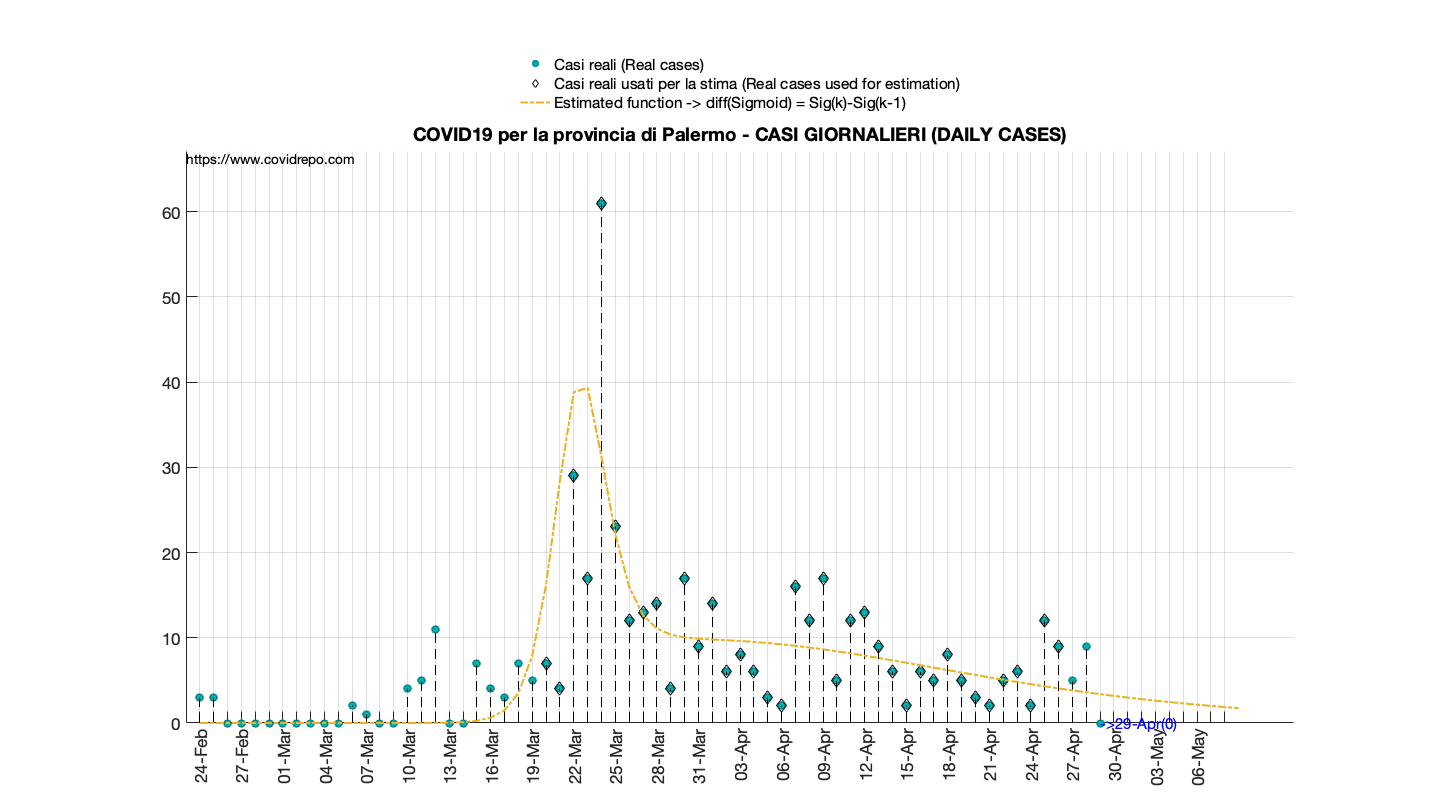 Casi reali (Real cases)
Casi reali usati per la stima (Real cases used for estimation)
Estimated function -> diff(Sigmoid) = Sig(k)-Sig(k-1)
COVID19 per la provincia di Palermo - CASI GIORNALIERI (DAILY CASES)
https://www.covidrepo.com
60
50
40
30
20
10
0
->29-Apr(0)
24-Feb
27-Feb
01-Mar
04-Mar
07-Mar
10-Mar
13-Mar
16-Mar
19-Mar
22-Mar
25-Mar
28-Mar
31-Mar
03-Apr
06-Apr
09-Apr
12-Apr
15-Apr
18-Apr
21-Apr
24-Apr
27-Apr
30-Apr
03-May
06-May